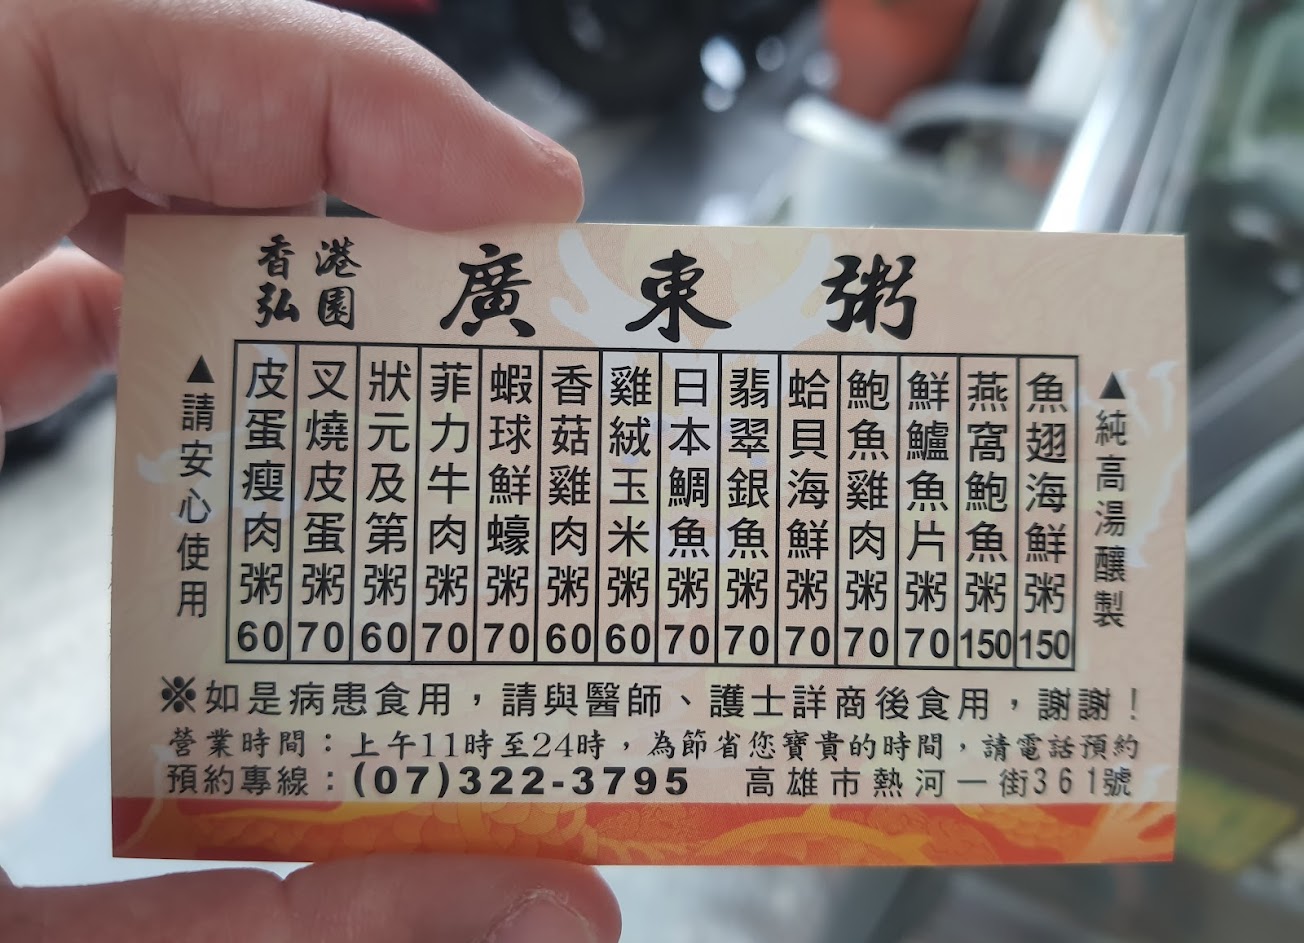 香港
弘園
廣東粥
▲純高湯釀製
魚翅海鮮粥150
燕窩鮑魚粥150
鮮鱸魚片粥70
鮑魚雞肉粥70
蛤貝海鮮粥70
翡翠銀魚粥70
日本鯛魚粥70
雞絨玉米粥60
香菇雞肉粥60
蝦球鮮蠔粥70
菲力牛肉粥70
狀元及第粥60
叉燒皮蛋粥70
皮蛋瘦肉粥60
▲請安心使用
※如是病患食用，請與醫師、護士詳商後食用，謝謝！
營業時間：上午11時至24時，為節省您寶貴的時間，請電話預約
預約專線：(07)322-3795 高雄市熱河一街361號